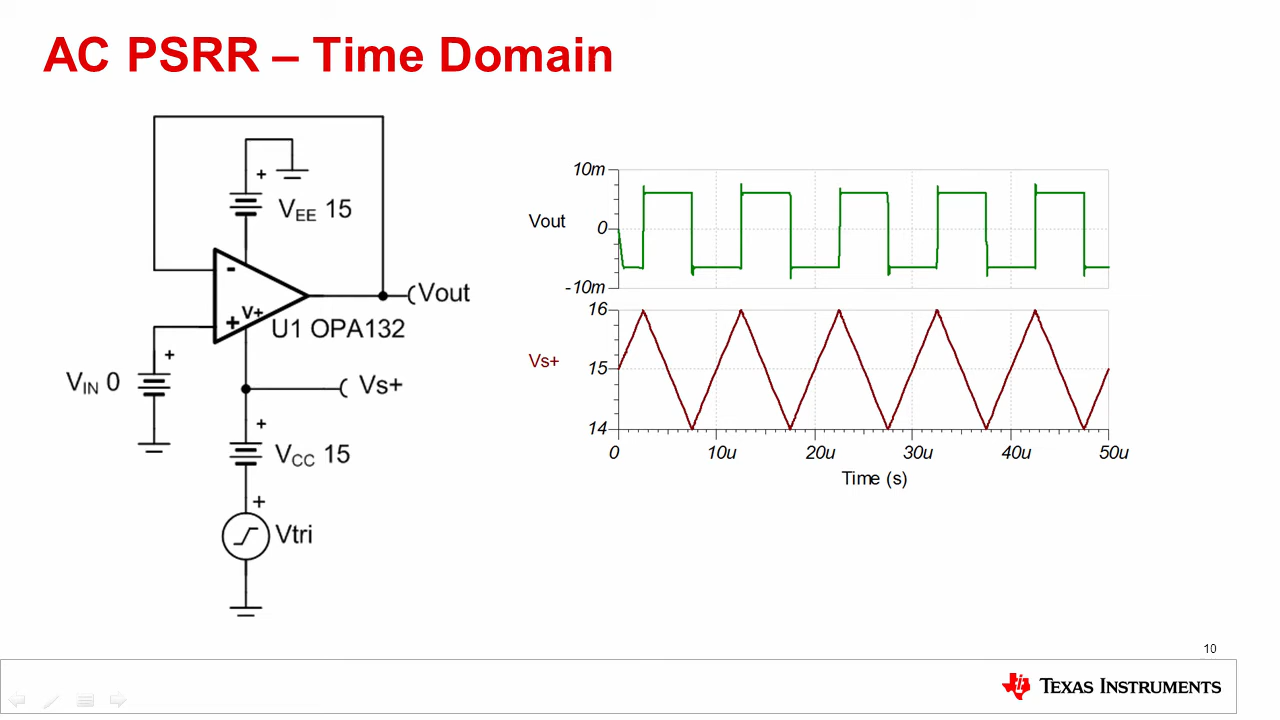 AC PSRR – Time Domain
+
V_EE 15
-
+
V+
U1 OPA132
Vout
+
V_IN 0
Vs+
+
V_CC 15
+
Vtri
10m
Vout
0
-10m
16
Vs+
15
14
0 10u 20u 30u 40u 50u
Time (s)
10
TEXAS INSTRUMENTS